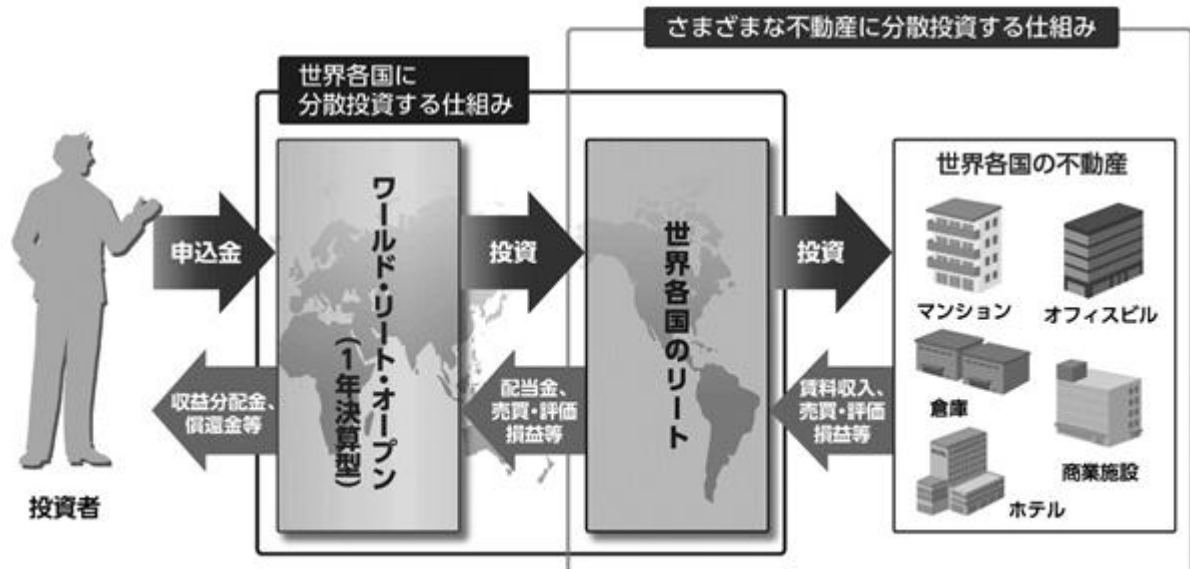 さまざまな不動産に分散投資する仕組み
世界各国に
分散投資する仕組み
投資者
申込金
収益分配金、
償還金等
ワールド・リート・オープン
(1年決算型)
投資
配当金、
売買・評価
損益等
世界各国のリート
投資
賃料収入、
売買・評価
損益等
世界各国の不動産
マンション
オフィスビル
倉庫
商業施設
ホテル